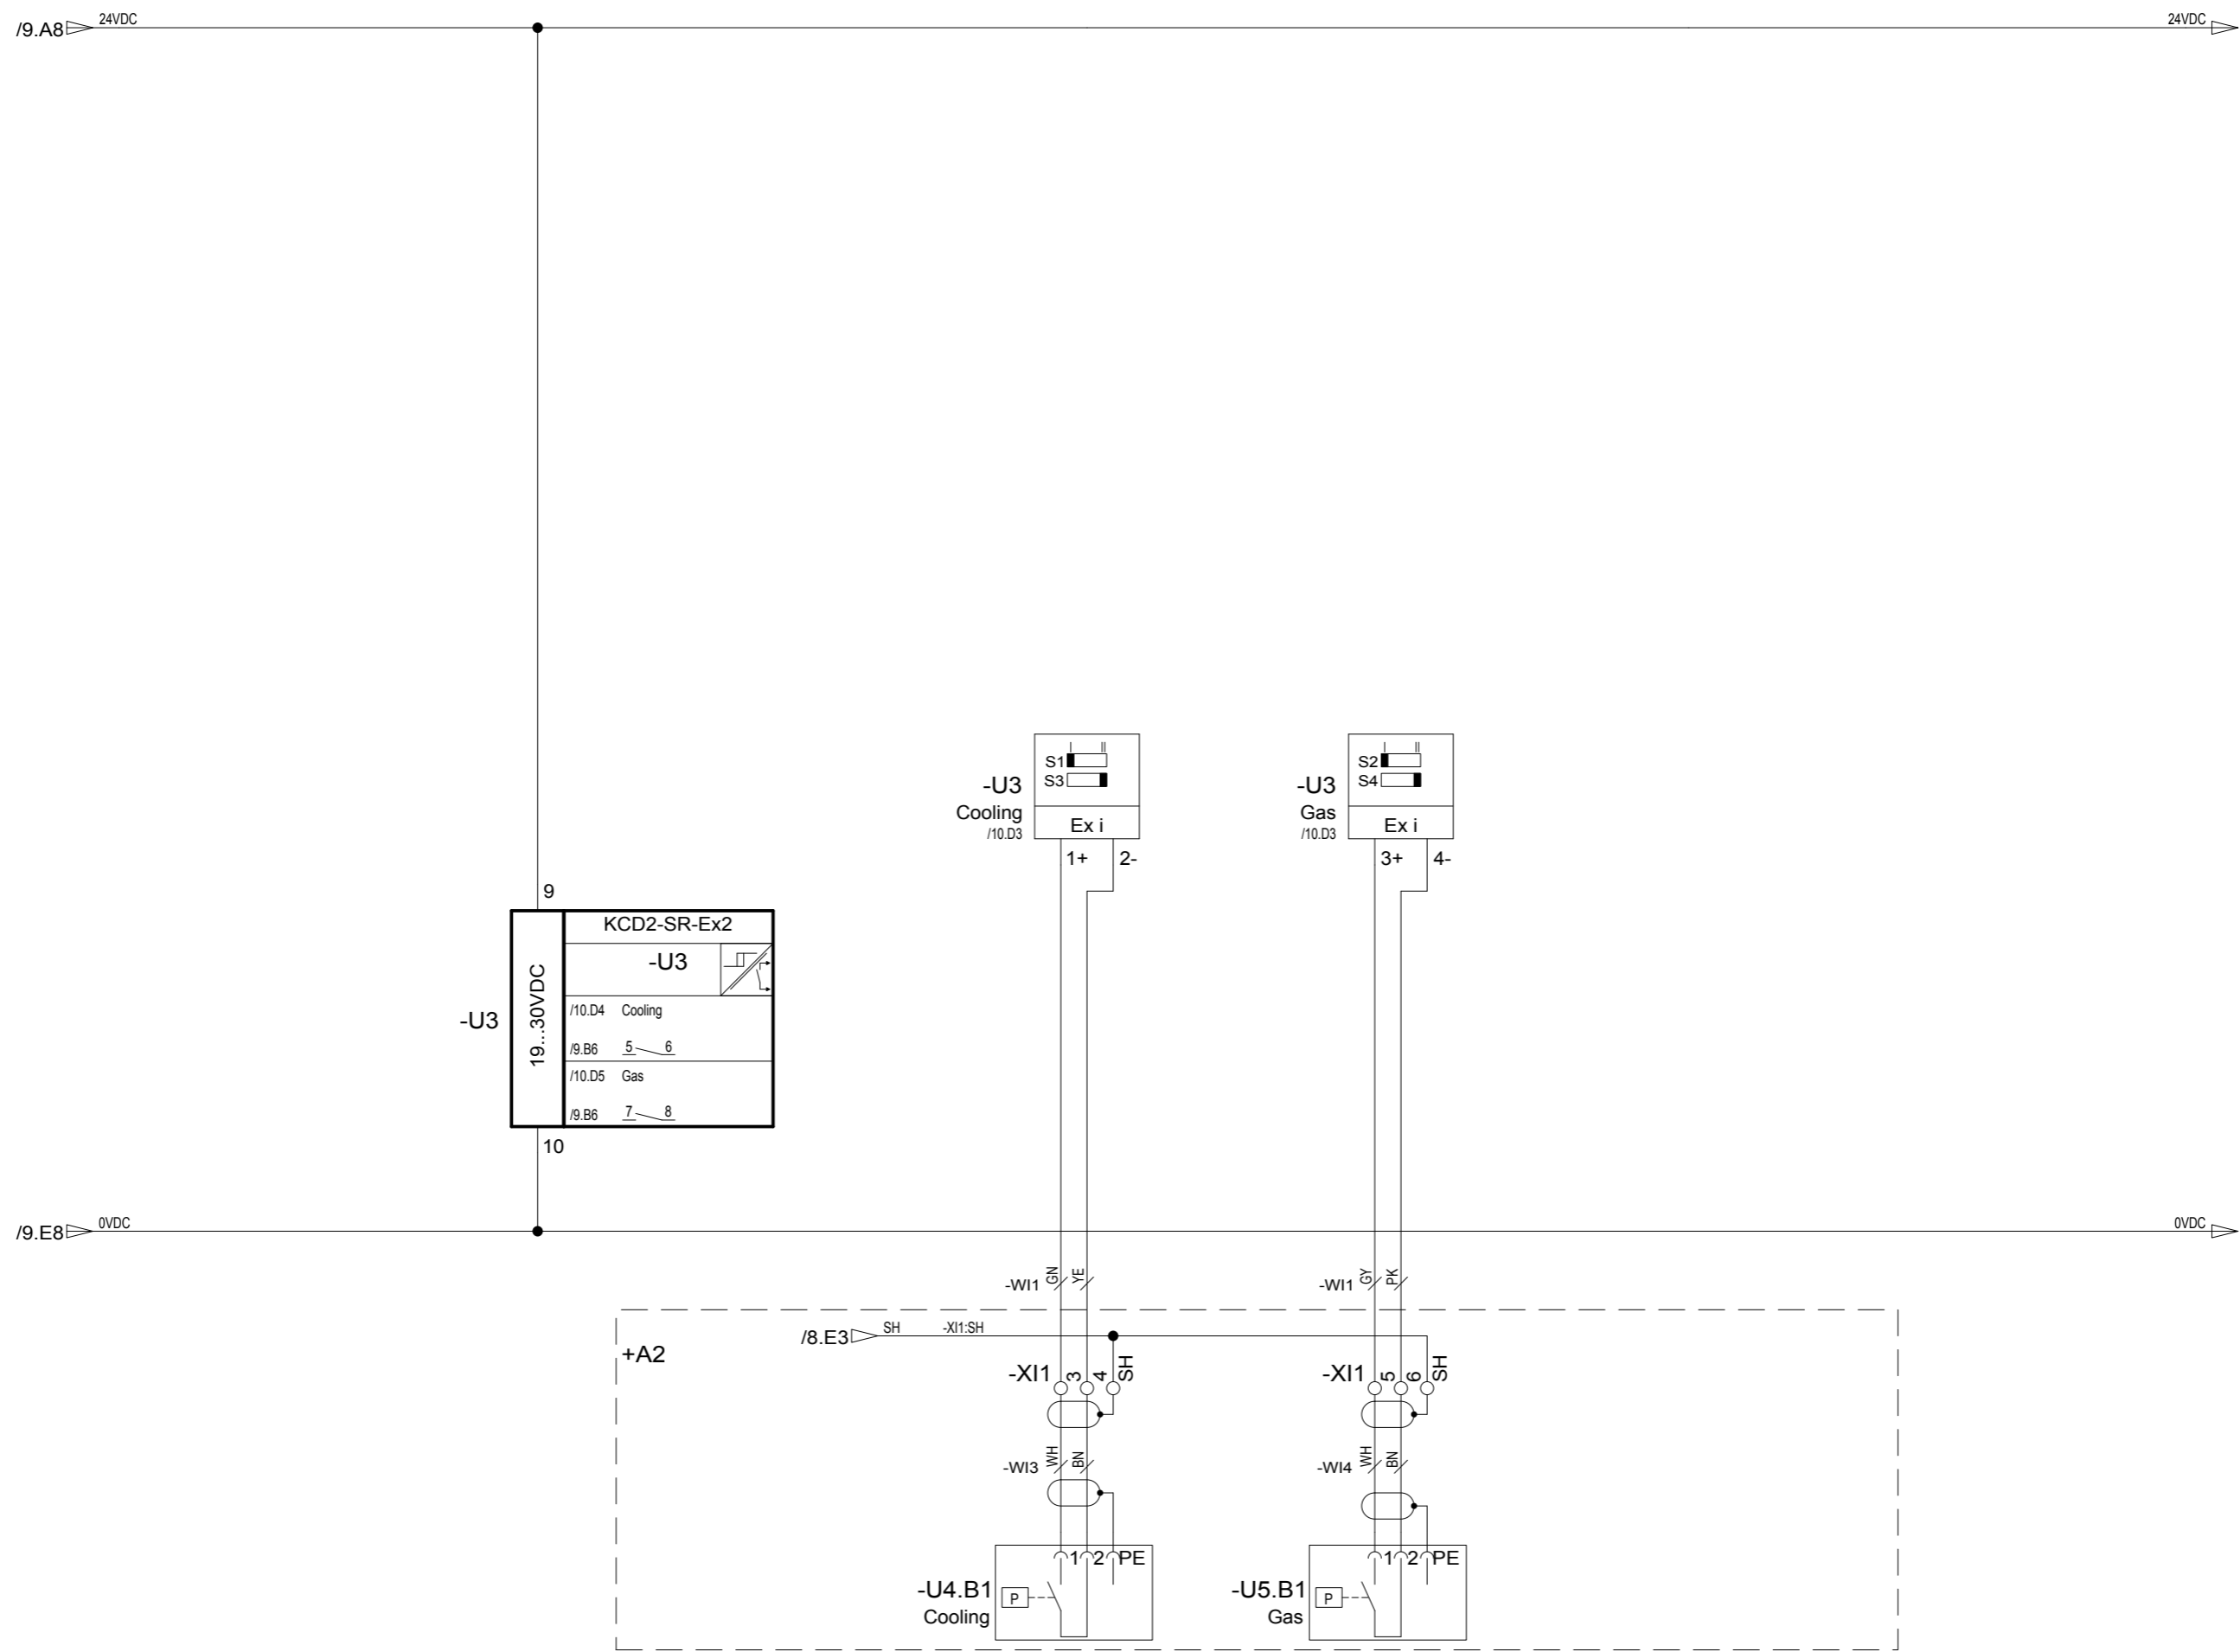 /9.A8 24VDC 24VDC
S1 I II
S3
-U3
Cooling
/10.D3
Ex i
1+ 2-
S2 I II
S4
-U3
Gas
/10.D3
Ex i
3+ 4-
9
KCD2-SR-Ex2
-U3
-U3
19...30VDC
/10.D4 Cooling
/9.B6 5 6
/10.D5 Gas
/9.B6 7 8
10
/9.E8 0VDC 0VDC
-WI1 GN YE
-WI1 GY PK
+A2
/8.E3 SH -XI1:SH
-XI1 3 4 SH
-XI1 5 6 SH
-WI3 WH BN
-WI4 WH BN
1 2 PE
-U4.B1
P
Cooling
1 2 PE
-U5.B1
P
Gas